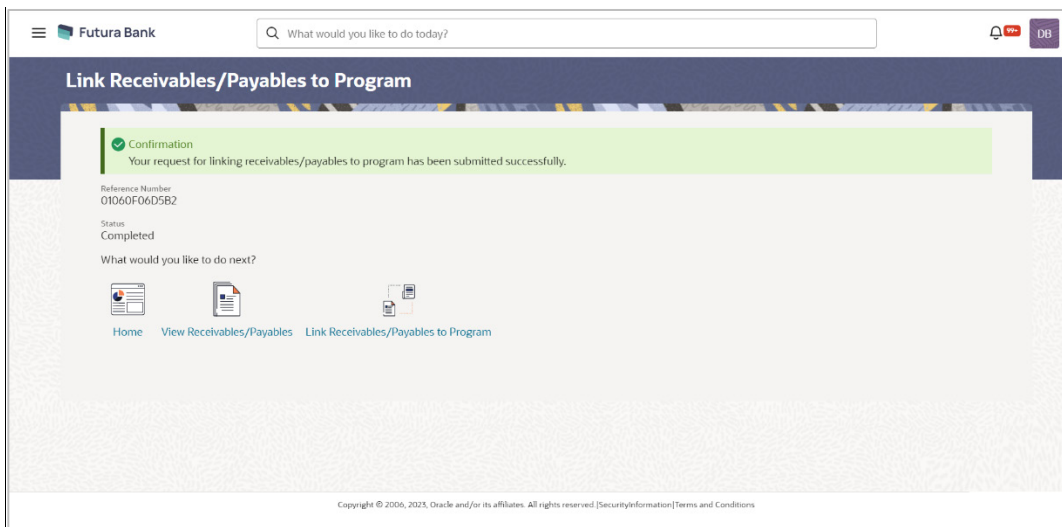 Futura Bank
What would you like to do today?
99+
DB
Link Receivables/Payables to Program
Confirmation
Your request for linking receivables/payables to program has been submitted successfully.
Reference Number
01060F06D5B2
Status
Completed
What would you like to do next?
Home View Receivables/Payables Link Receivables/Payables to Program
Copyright © 2006, 2023, Oracle and/or its affiliates. All rights reserved.|SecurityInformation|Terms and Conditions